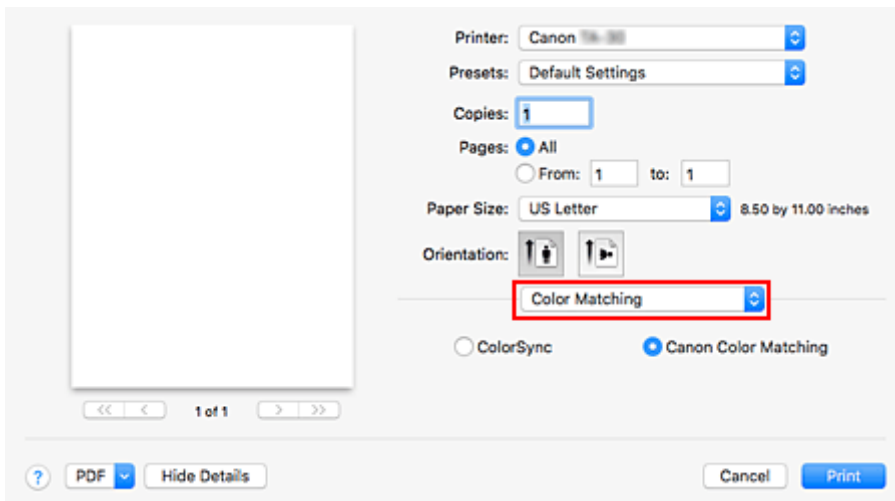 Printer: Canon
Presets: Default Settings
Copies: 1
Pages: All
From: 1 to: 1
Paper Size: US Letter 8.50 by 11.00 inches
Orientation:
Color Matching
ColorSync Canon Color Matching
1 of 1
? PDF Hide Details Cancel Print